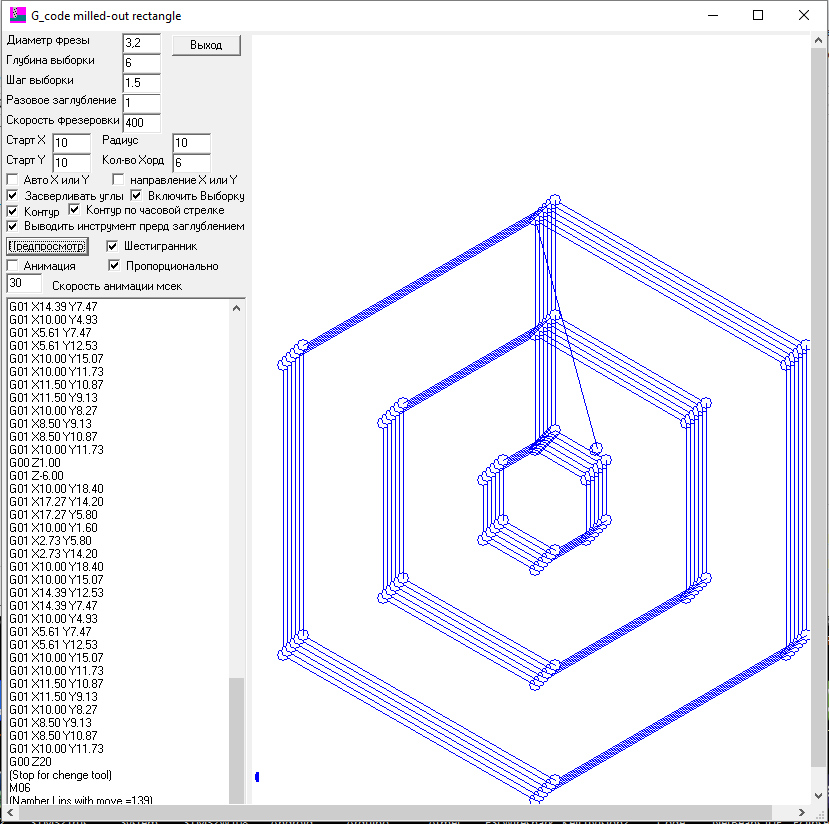 G_code milled-out rectangle
Диаметр фрезы 3,2 Выход
Глубина выборки 6
Шаг выборки 1.5
Разовое заглубление 1
Скорость фрезеровки 400
Старт X 10 Радиус 10
Старт Y 10 Кол-во Хорд 6
Авто X или Y направление X или Y
Засверливать углы Включить Выборку
Контур Контур по часовой стрелке
Выводить инструмент прерд заглублением
Предпросмотр Шестигранник
Анимация Пропорционально
30 Скорость анимации мсек
G01 X14.39 Y7.47
G01 X10.00 Y4.93
G01 X5.61 Y7.47
G01 X5.61 Y12.53
G01 X10.00 Y15.07
G01 X10.00 Y11.73
G01 X11.50 Y10.87
G01 X11.50 Y9.13
G01 X10.00 Y8.27
G01 X8.50 Y9.13
G01 X8.50 Y10.87
G01 X10.00 Y11.73
G00 Z1.00
G01 Z-6.00
G01 X10.00 Y18.40
G01 X17.27 Y14.20
G01 X17.27 Y5.80
G01 X10.00 Y1.60
G01 X2.73 Y5.80
G01 X2.73 Y14.20
G01 X10.00 Y18.40
G01 X10.00 Y15.07
G01 X14.39 Y12.53
G01 X14.39 Y7.47
G01 X10.00 Y4.93
G01 X5.61 Y7.47
G01 X5.61 Y12.53
G01 X10.00 Y15.07
G01 X10.00 Y11.73
G01 X11.50 Y10.87
G01 X11.50 Y9.13
G01 X10.00 Y8.27
G01 X8.50 Y9.13
G01 X8.50 Y10.87
G01 X10.00 Y11.73
G00 Z20
(Stop for chenge tool)
M06
(Namber Lins with move =139)